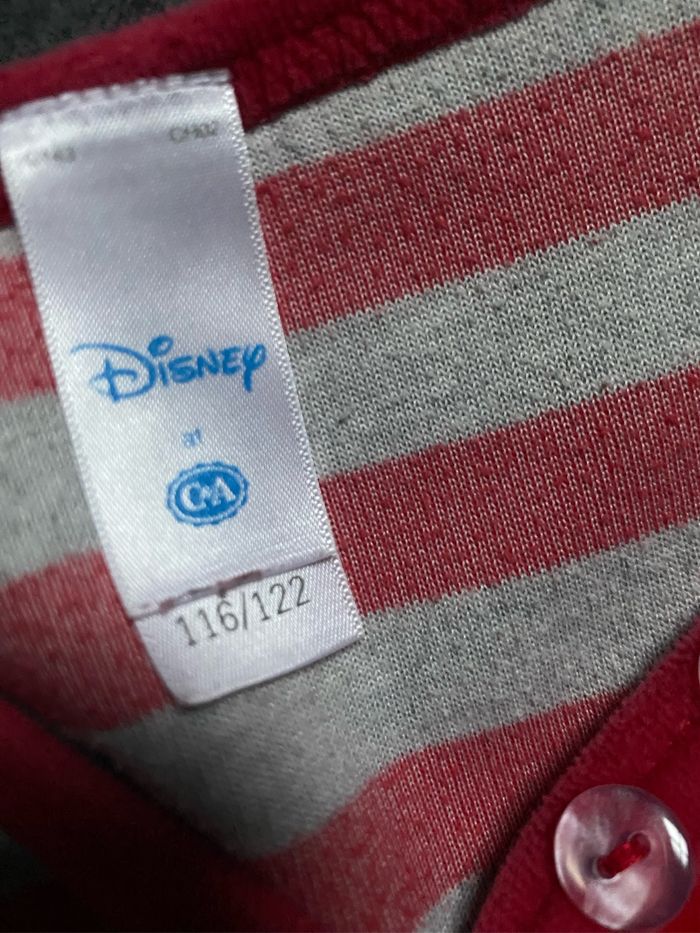 Disney
at
C&A
116/122